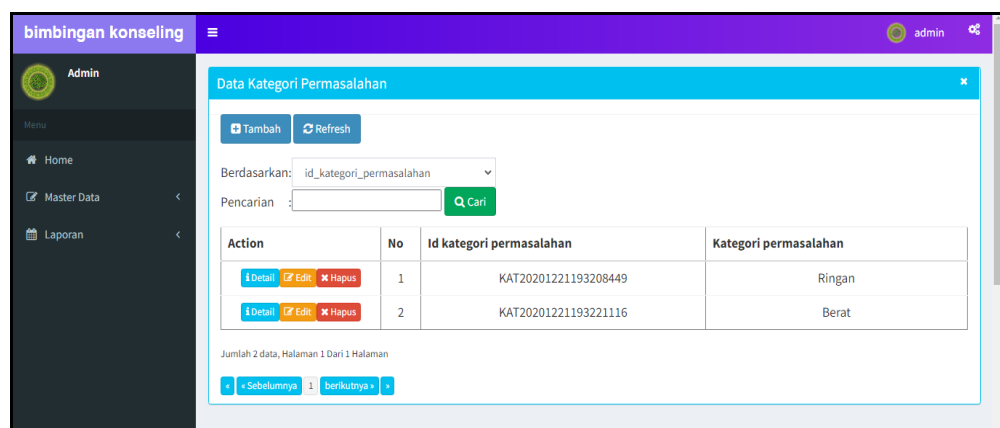 bimbingan konseling
admin
Admin
Menu
Home
Master Data
Laporan
Data Kategori Permasalahan
Tambah Refresh
Berdasarkan: id_kategori_permasalahan
Pencarian : Cari
Action No Id kategori permasalahan Kategori permasalahan
Detail Edit Hapus 1 KAT20201221193208449 Ringan
Detail Edit Hapus 2 KAT20201221193221116 Berat
Jumlah 2 data, Halaman 1 Dari 1 Halaman
« « Sebelumnya 1 berikutnya » »